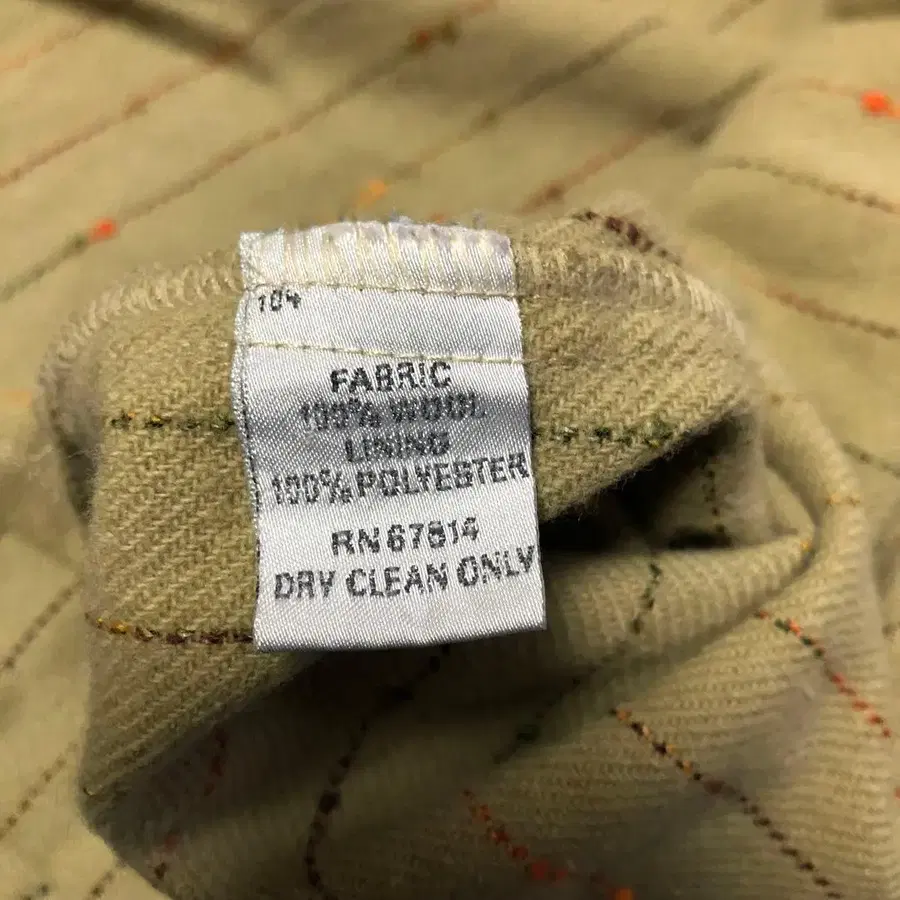 104
FABRIC
100% WOOL
LINING
100% POLYESTER
RN 67814
DRY CLEAN ONLY